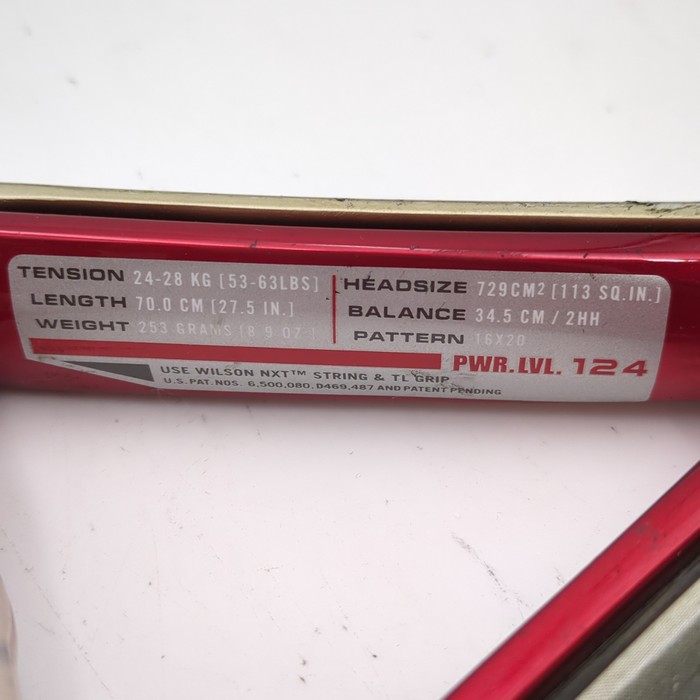 TENSION 24-28 KG [53-63LBS]
LENGTH 70.0 CM [27.5 IN.]
WEIGHT 253 GRAMS [8.9 OZ.
HEADSIZE 729CM² [113 SQ.IN.]
BALANCE 34.5 CM / 2HH
PATTERN 16X20
PWR.LVL. 124
USE WILSON NXT™ STRING & TL GRIP
U.S. PAT. NOS. 6,500,080, D469,487 AND PATENT PENDING